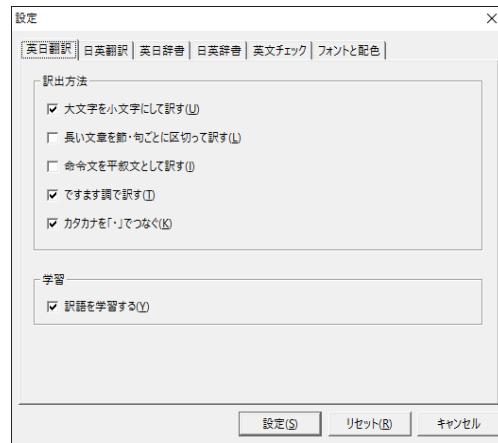 設定
英日翻訳 日英翻訳 英日辞書 日英辞書 英文チェック フォントと配色
訳出方法
大文字を小文字にして訳す(U)
長い文章を節・句ごとに区切って訳す(L)
命令文を平叙文として訳す(I)
ですます調で訳す(T)
カタカナを「・」でつなぐ(K)
学習
訳語を学習する(Y)
設定(S) リセット(R) キャンセル